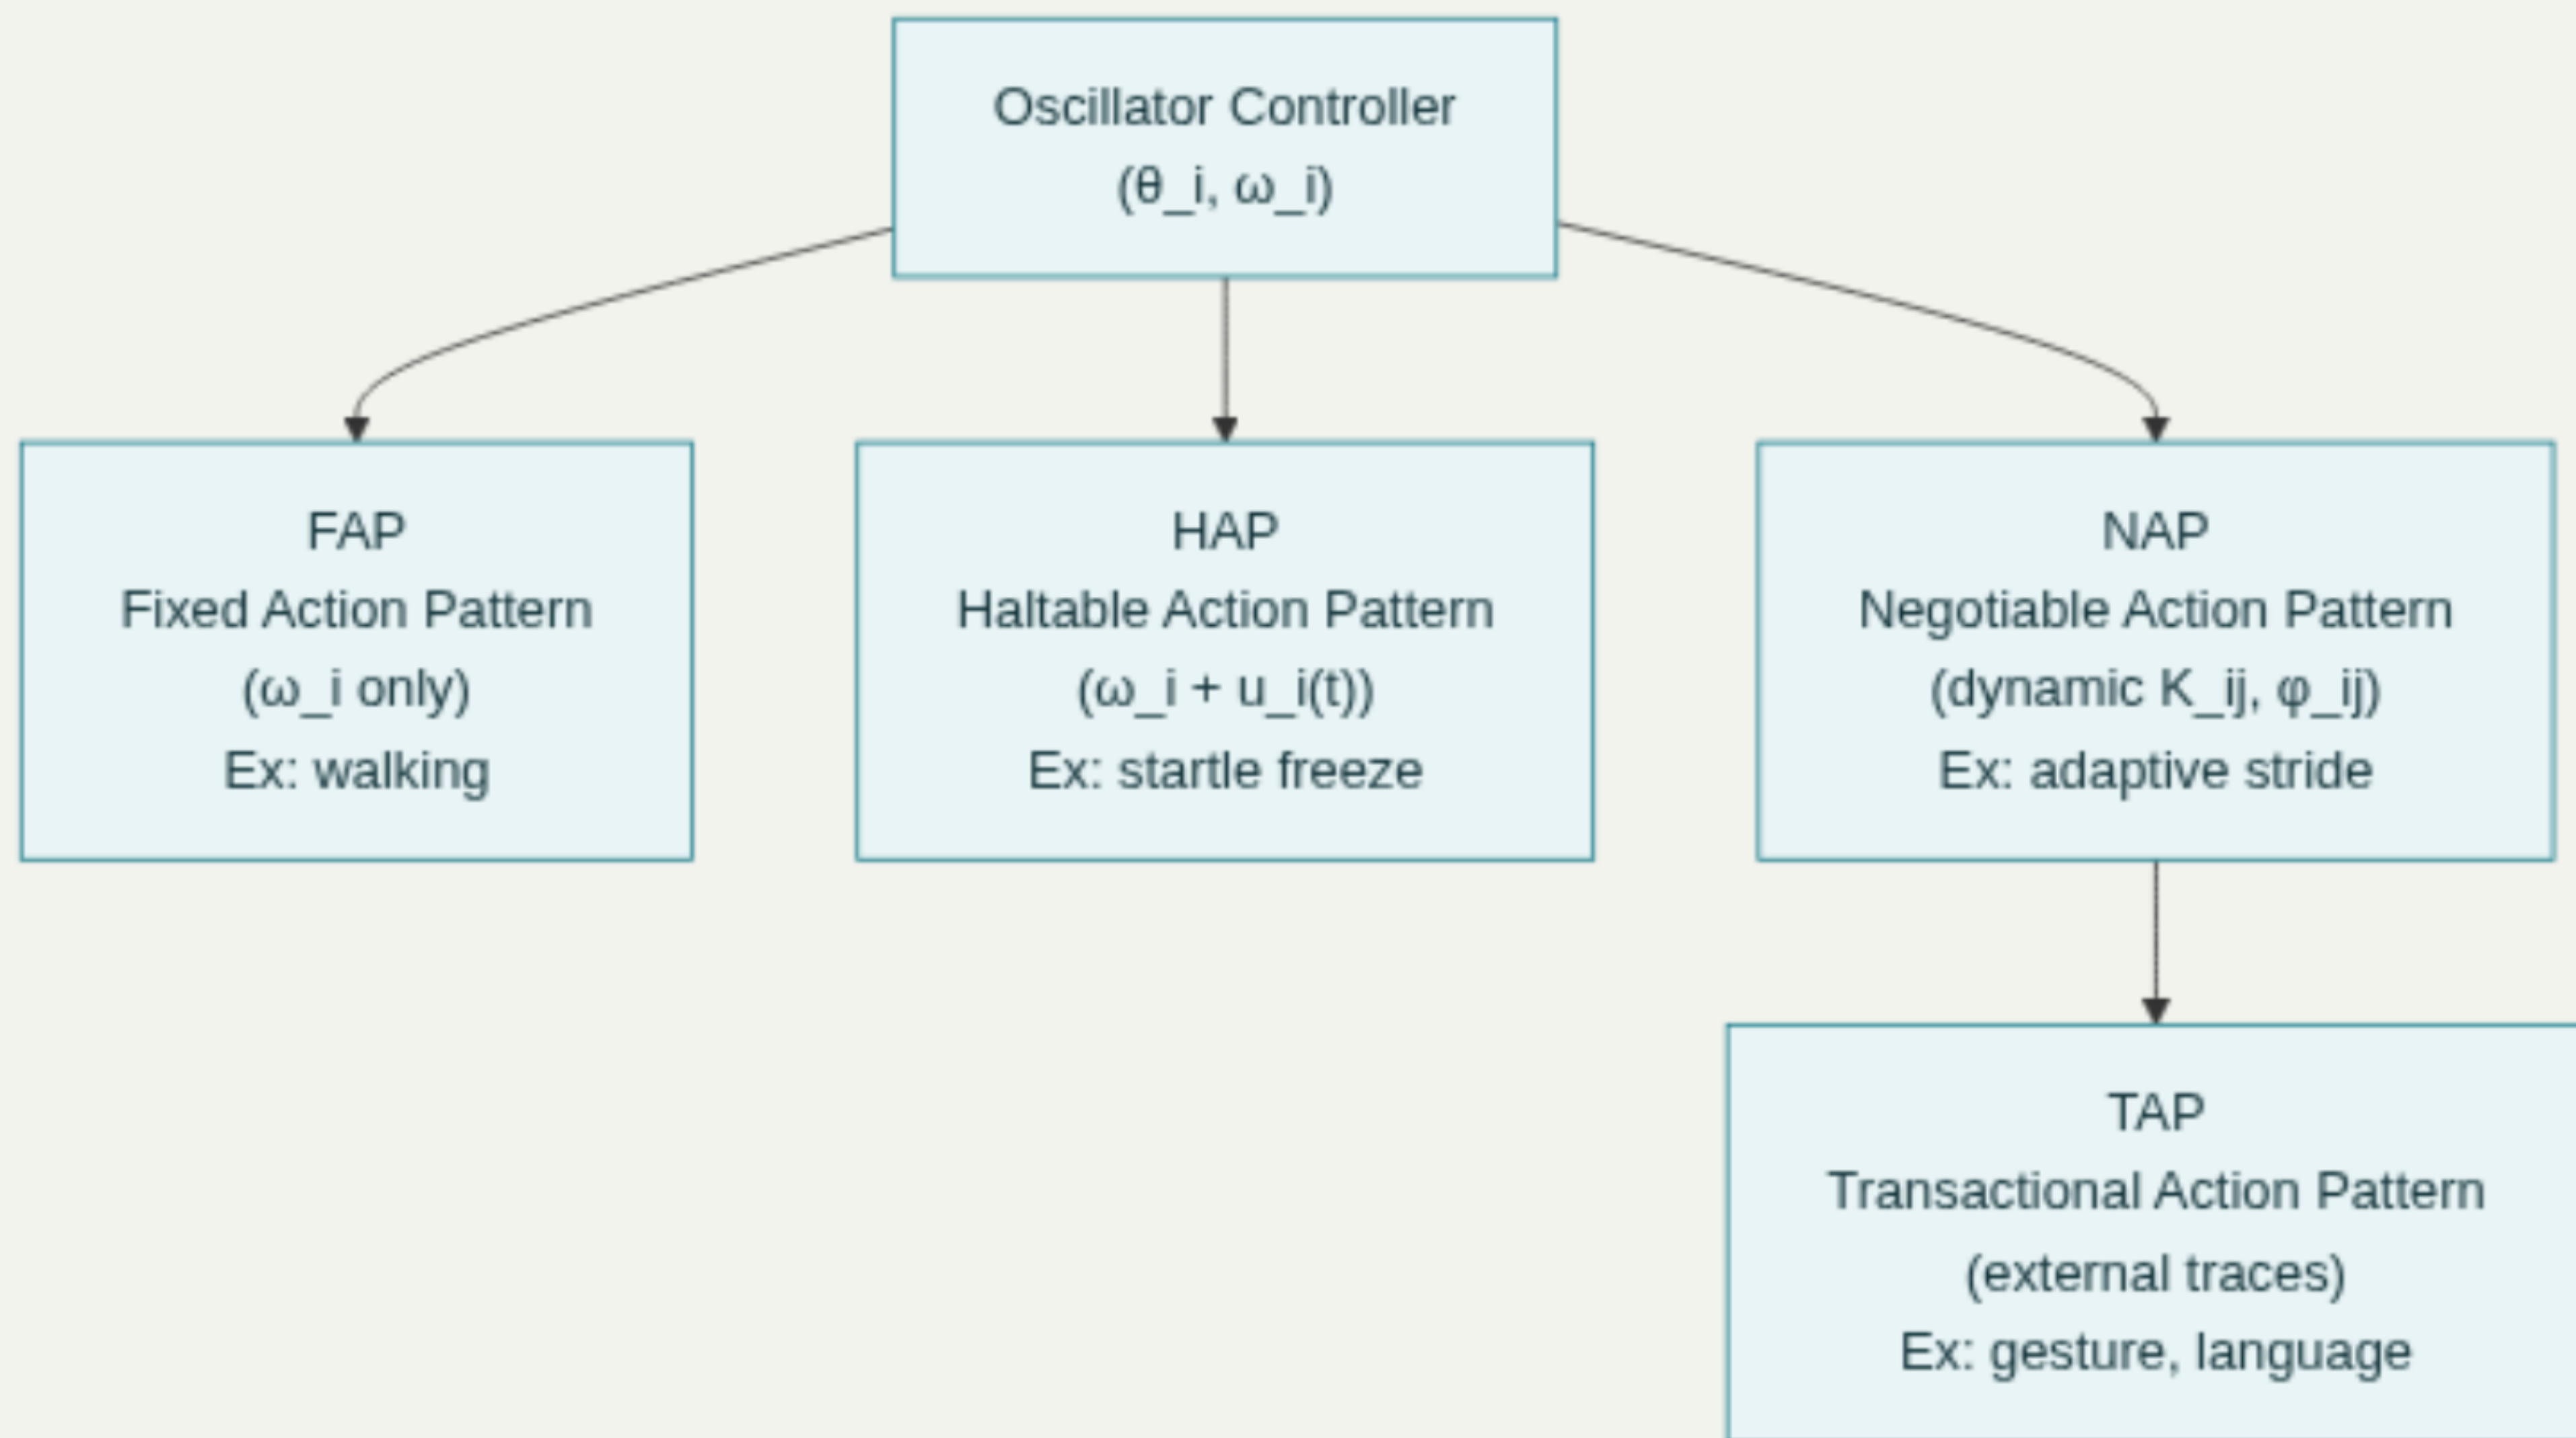 Oscillator Controller
(θ_i, ω_i)
FAP
Fixed Action Pattern
(ω_i only)
Ex: walking
HAP
Haltable Action Pattern
(ω_i + u_i(t))
Ex: startle freeze
NAP
Negotiable Action Pattern
(dynamic K_ij, φ_ij)
Ex: adaptive stride
TAP
Transactional Action Pattern
(external traces)
Ex: gesture, language